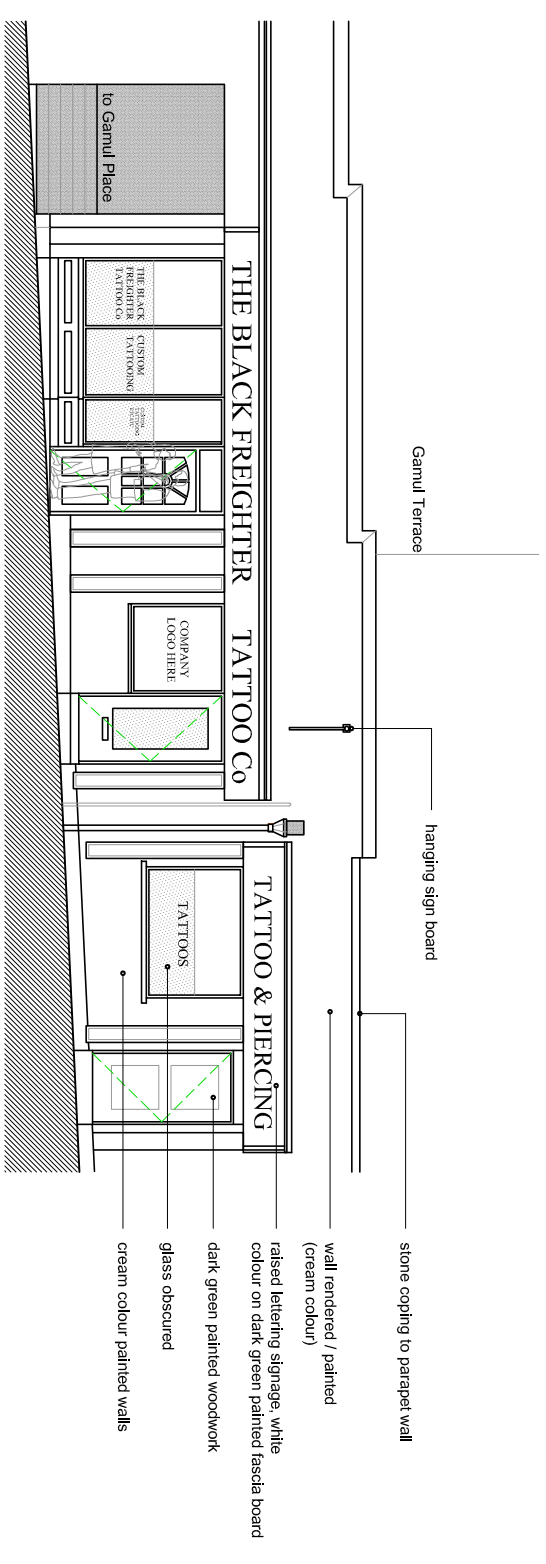 Gamul Terrace
hanging sign board
stone coping to parapet wall
wall rendered / painted
(cream colour)
raised lettering signage, white
colour on dark green painted fascia board
dark green painted woodwork
glass obscured
cream colour painted walls
THE BLACK FREIGHTER TATTOO Co
TATTOO & PIERCING
to Gamul Place
THE BLACK
FREIGHTER
TATTOO Co
CUSTOM
TATTOOING
COMPANY
LOGO HERE
TATTOOS